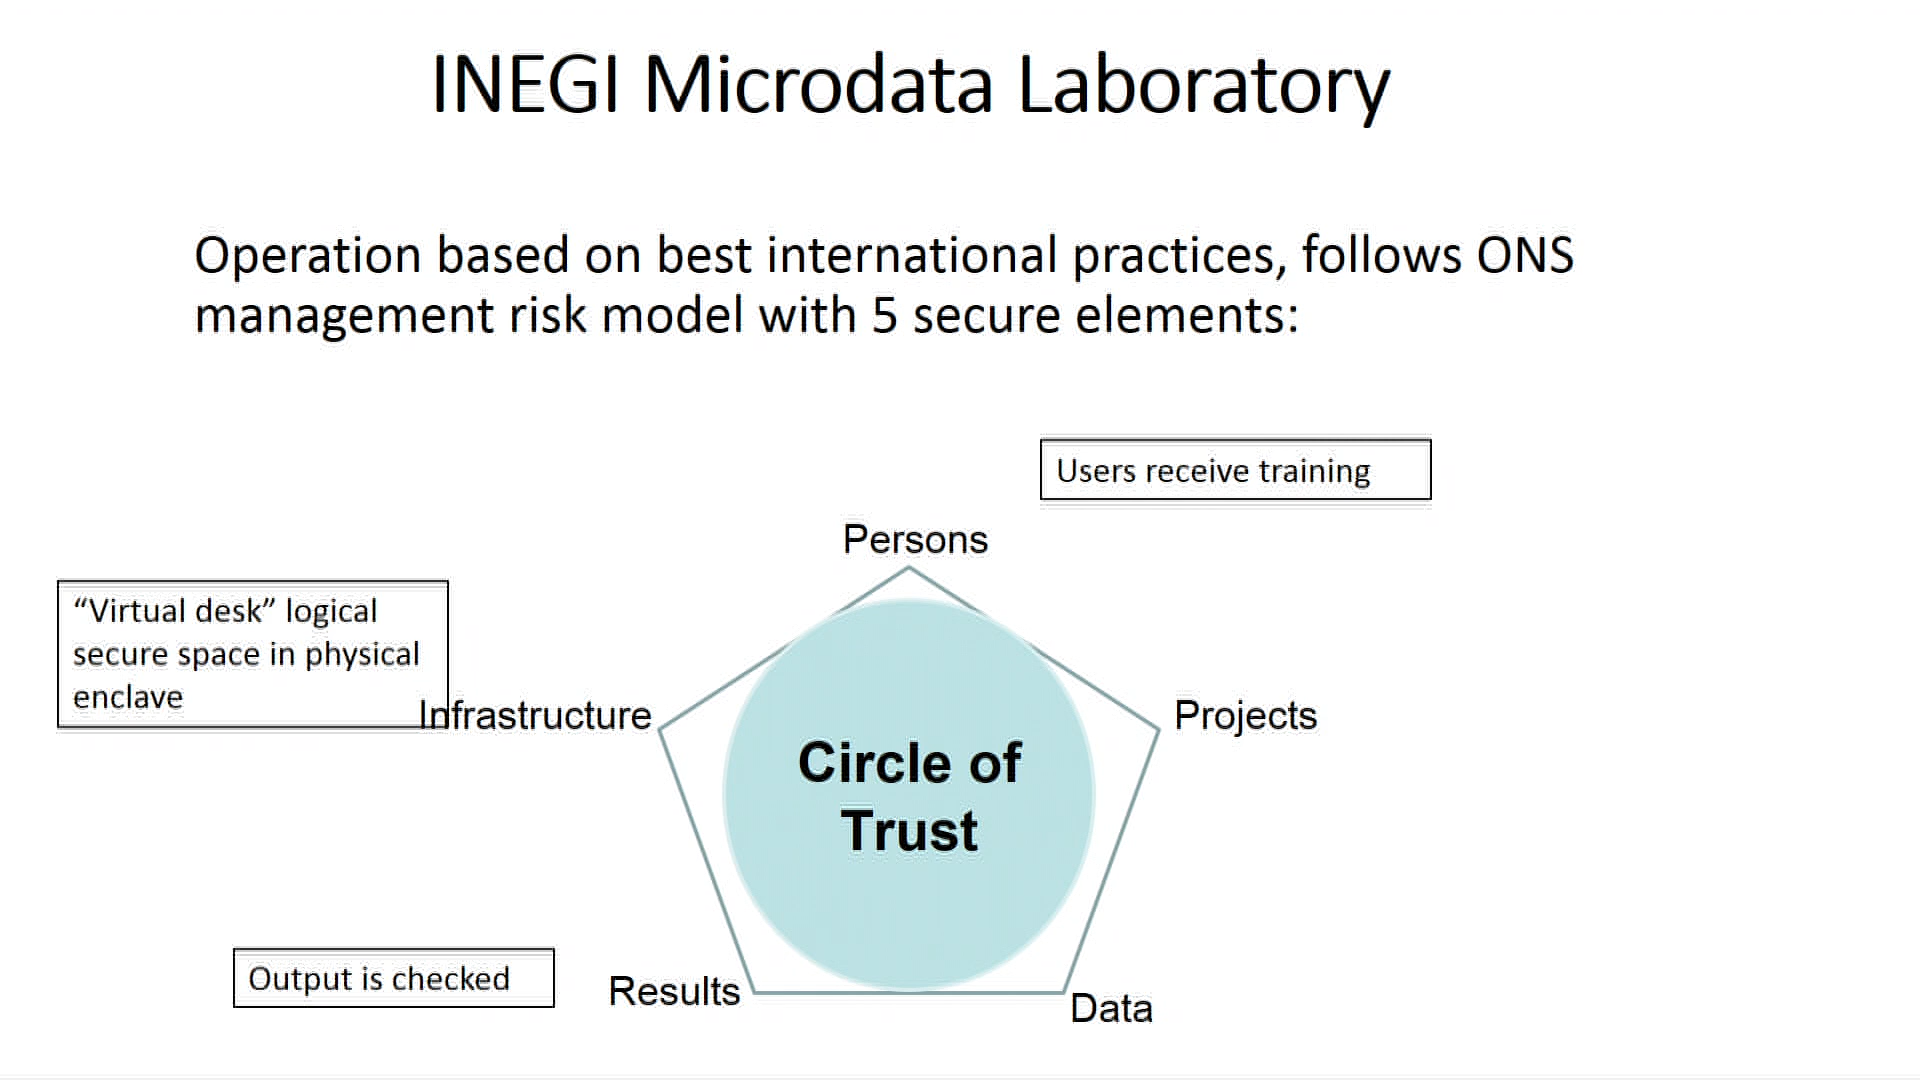 INEGI Microdata Laboratory
Operation based on best international practices, follows ONS
management risk model with 5 secure elements:
Users receive training
Persons
“Virtual desk” logical
secure space in physical
enclave
Infrastructure
Projects
Circle of
Trust
Output is checked
Results
Data